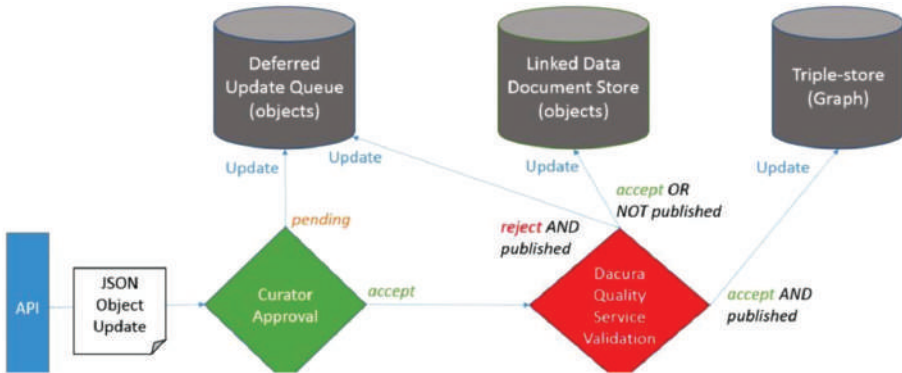 Deferred
Update Queue
(objects)
Linked Data
Document Store
(objects)
Triple-store
(Graph)
Update
Update
Update
Update
pending
accept OR
NOT published
reject AND
published
API
JSON
Object
Update
Curator
Approval
accept
Dacura
Quality
Service
Validation
accept AND
published